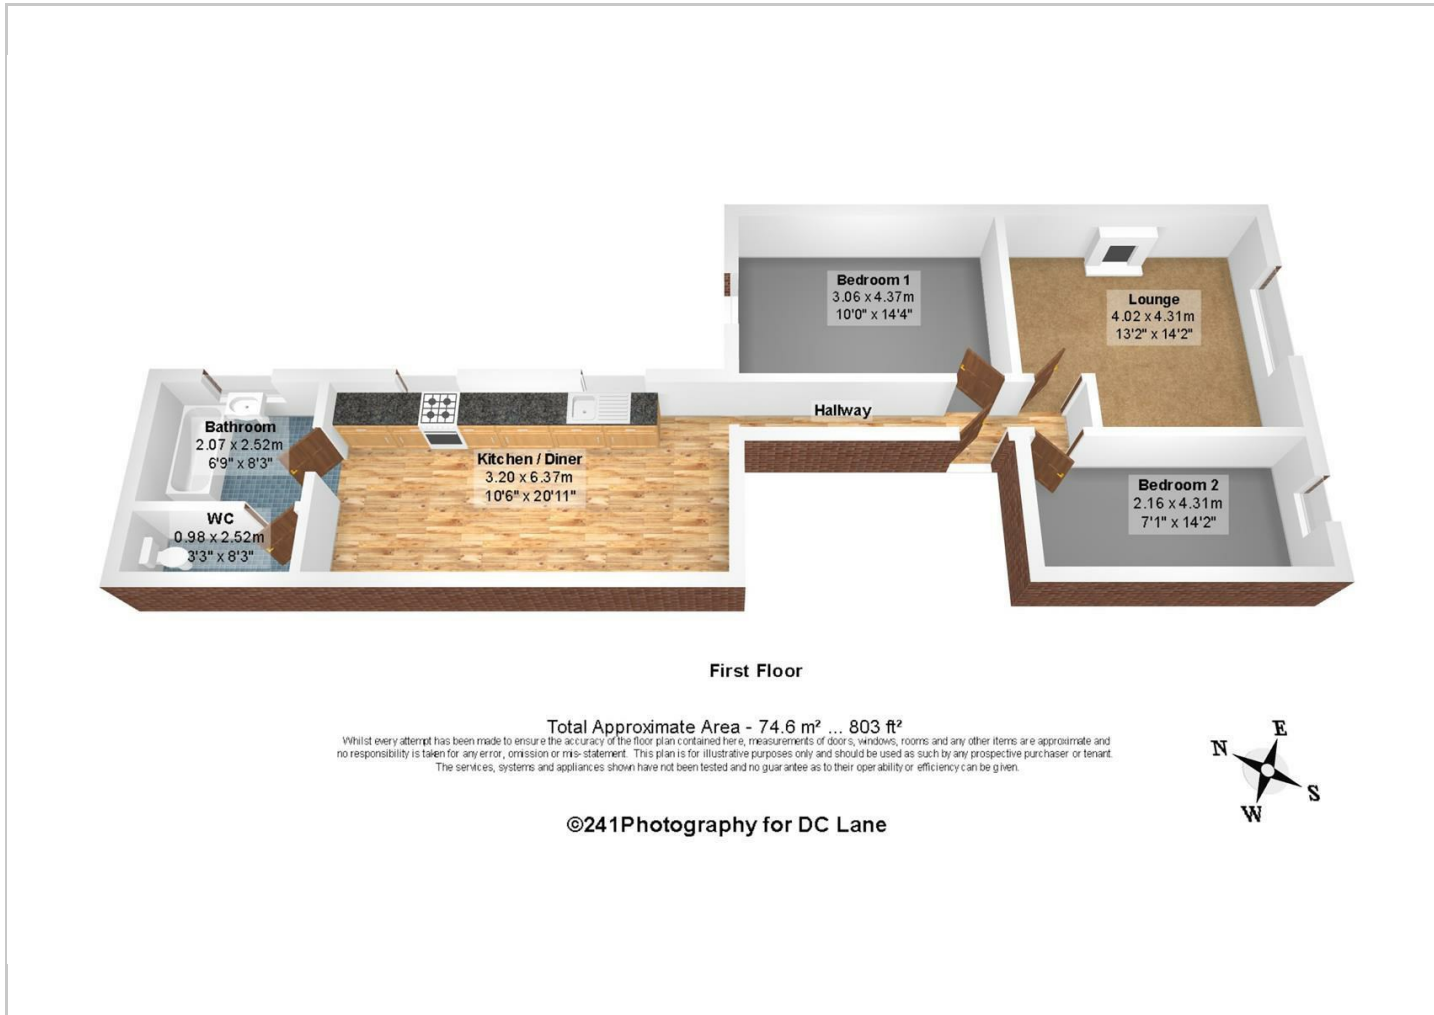 Bedroom 1
3.06 x 4.37m
10'0" x 14'4"
Lounge
4.02 x 4.31m
13'2" x 14'2"
Hallway
Bathroom
2.07 x 2.52m
6'9" x 8'3"
Kitchen / Diner
3.20 x 6.37m
10'6" x 20'11"
Bedroom 2
2.16 x 4.31m
7'1" x 14'2"
WC
0.98 x 2.52m
3'3" x 8'3"
First Floor
Total Approximate Area - 74.6 m² ... 803 ft²
Whilst every attempt has been made to ensure the accuracy of the floor plan contained here, measurements of doors, windows, rooms and any other items are approximate and
no responsibility is taken for any error, omission or mis-statement. This plan is for illustrative purposes only and should be used as such by any prospective purchaser or tenant.
The services, systems and appliances shown have not been tested and no guarantee as to their operability or efficiency can be given.
©241Photography for DC Lane
E
N
S
W